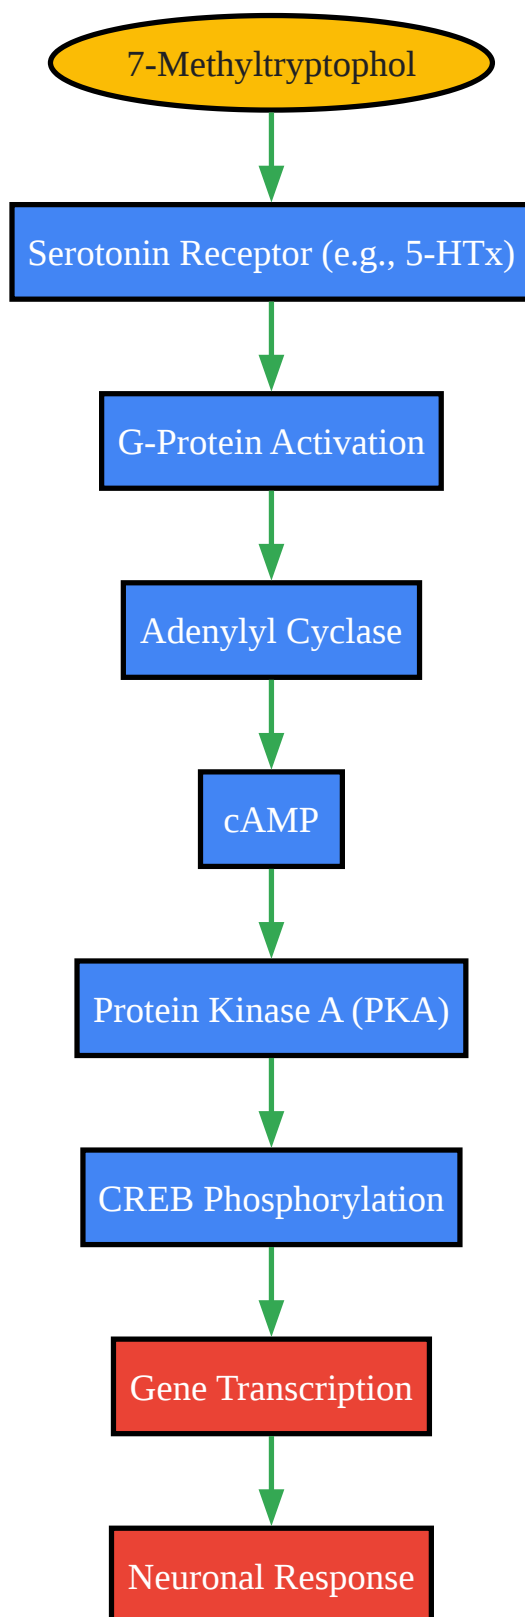 7-Methyltryptophol
Serotonin Receptor (e.g., 5-HTx)
G-Protein Activation
Adenylyl Cyclase
cAMP
Protein Kinase A (PKA)
CREB Phosphorylation
Gene Transcription
Neuronal Response